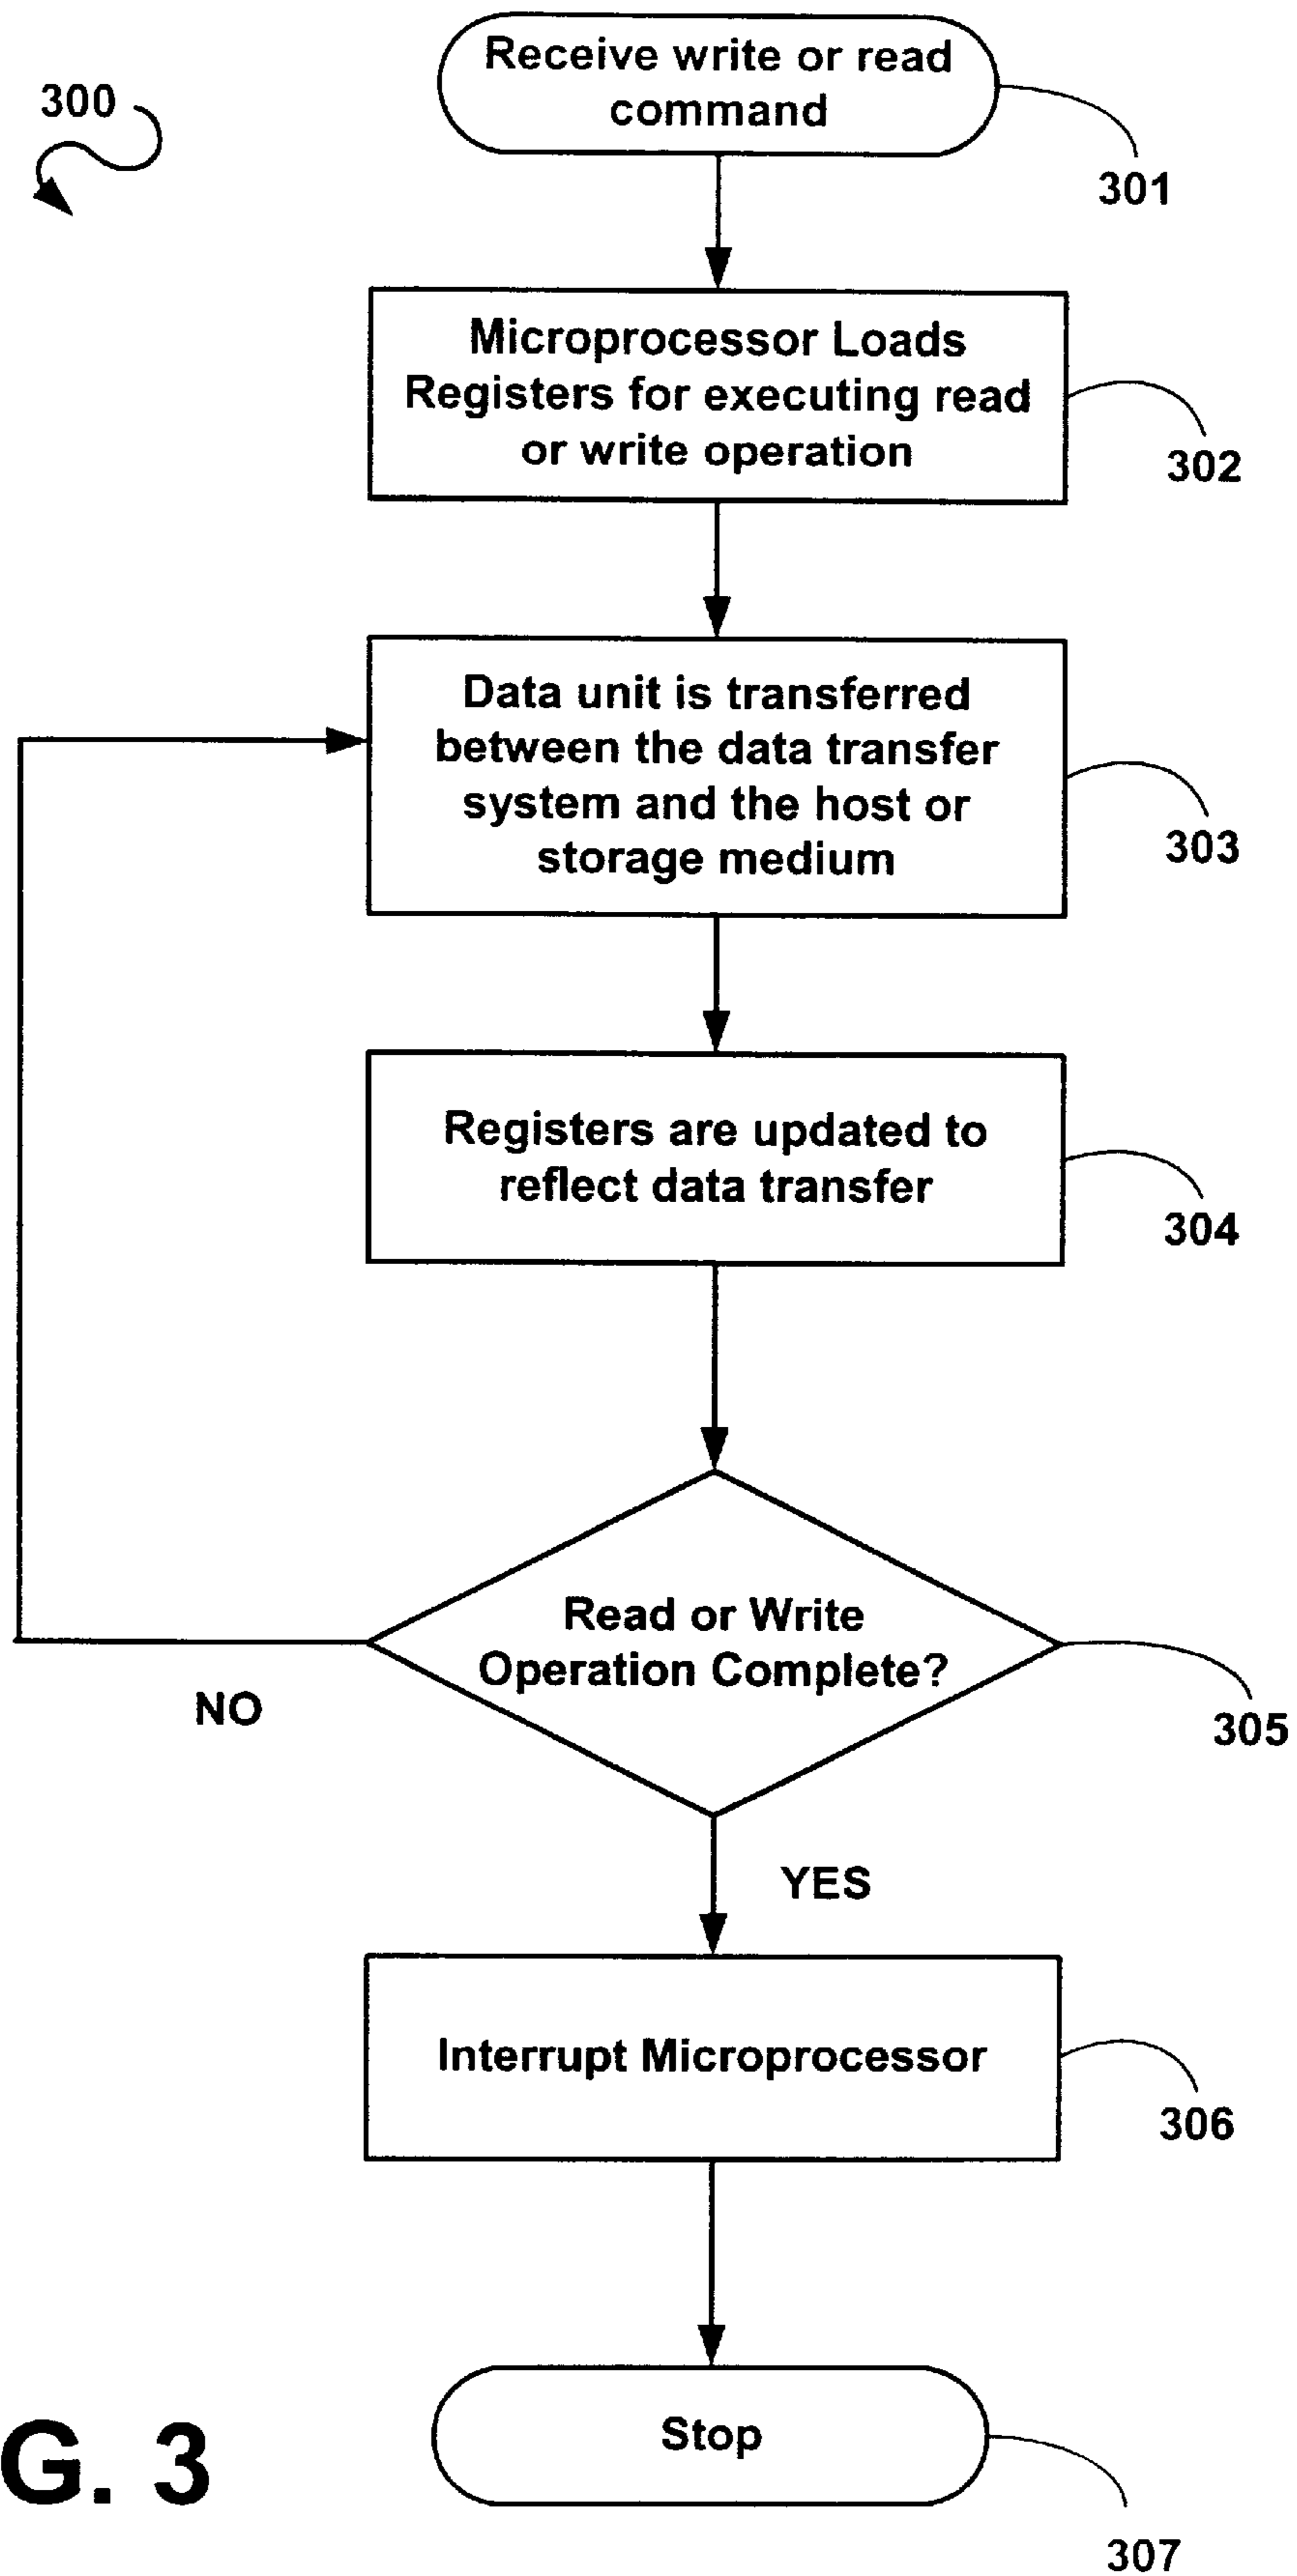 300
Receive write or read
command
301
Microprocessor Loads
Registers for executing read
or write operation
302
Data unit is transferred
between the data transfer
system and the host or
storage medium
303
Registers are updated to
reflect data transfer
304
Read or Write
Operation Complete?
305
NO
YES
Interrupt Microprocessor
306
Stop
307
G. 3